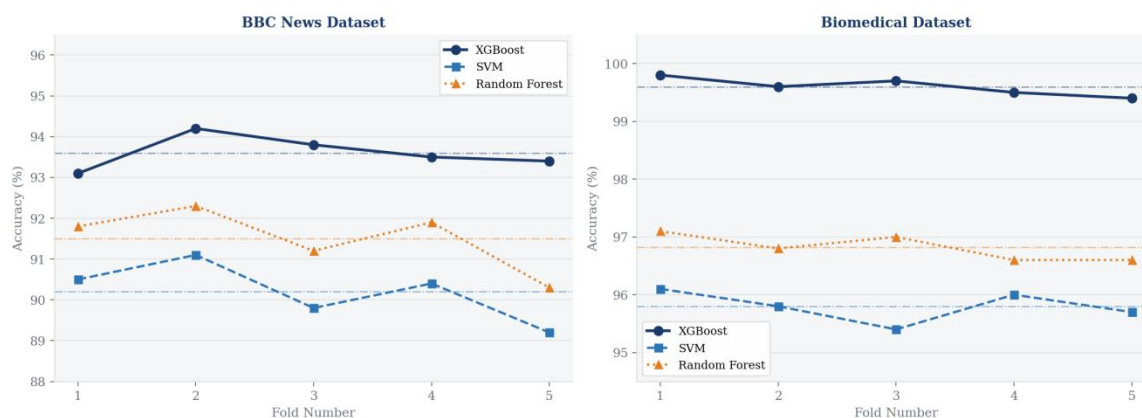 BBC News Dataset
Accuracy (%)
96
95
94
93
92
91
90
89
88
XGBoost
SVM
Random Forest
1 2 3 4 5
Fold Number
Biomedical Dataset
Accuracy (%)
100
99
98
97
96
95
XGBoost
SVM
Random Forest
1 2 3 4 5
Fold Number